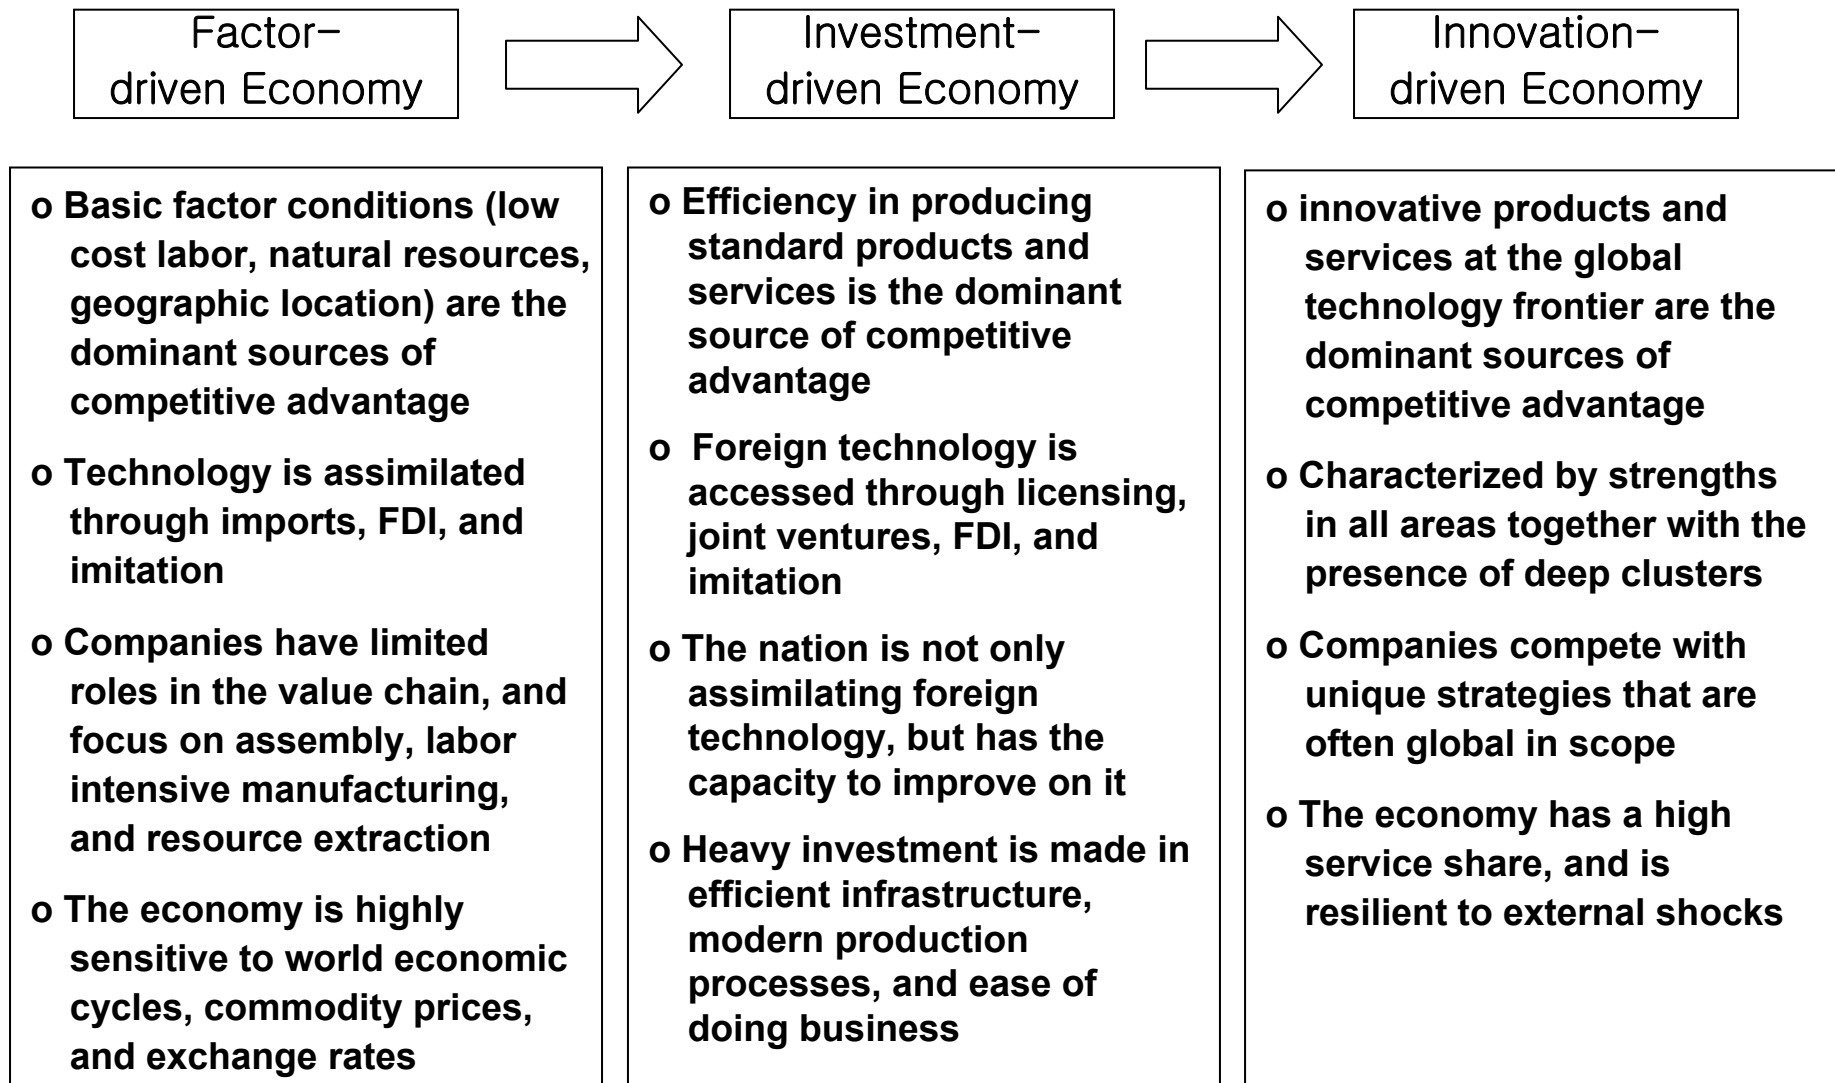 Factor-
driven Economy
Investment-
driven Economy
Innovation-
driven Economy
o Basic factor conditions (low
cost labor, natural resources,
geographic location) are the
dominant sources of
competitive advantage
o Technology is assimilated
through imports, FDI, and
imitation
o Companies have limited
roles in the value chain, and
focus on assembly, labor
intensive manufacturing,
and resource extraction
o The economy is highly
sensitive to world economic
cycles, commodity prices,
and exchange rates
o Efficiency in producing
standard products and
services is the dominant
source of competitive
advantage
o Foreign technology is
accessed through licensing,
joint ventures, FDI, and
imitation
o The nation is not only
assimilating foreign
technology, but has the
capacity to improve on it
o Heavy investment is made in
efficient infrastructure,
modern production
processes, and ease of
doing business
o innovative products and
services at the global
technology frontier are the
dominant sources of
competitive advantage
o Characterized by strengths
in all areas together with the
presence of deep clusters
o Companies compete with
unique strategies that are
often global in scope
o The economy has a high
service share, and is
resilient to external shocks